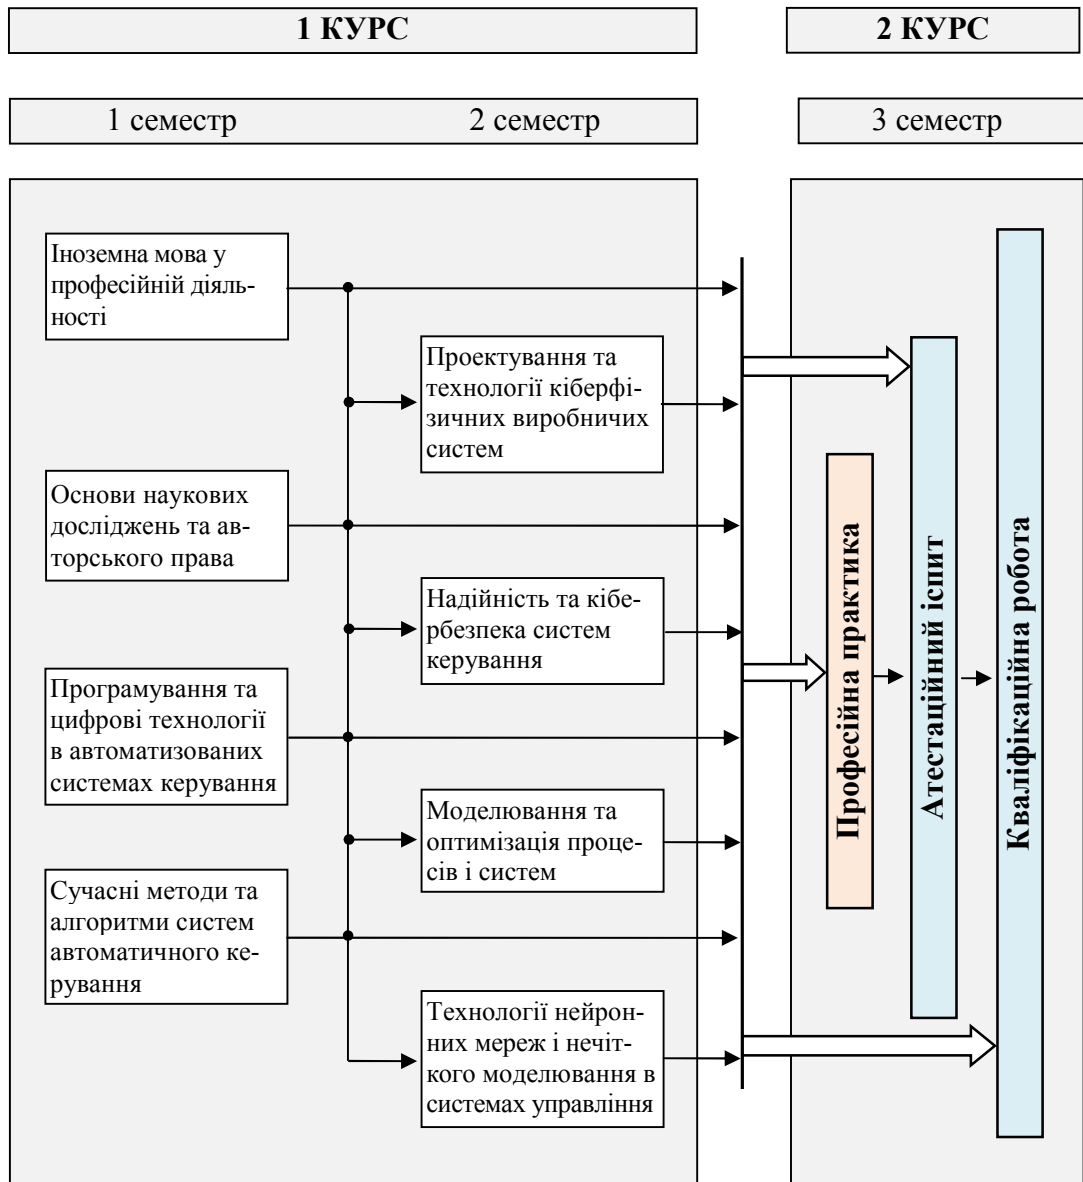 1 КУРС
2 КУРС
1 семестр
2 семестр
3 семестр
Іноземна мова у
професійній діяль-
ності
Основи наукових
досліджень та ав-
торського права
Програмування та
цифрові технології
в автоматизованих
системах керування
Сучасні методи та
алгоритми систем
автоматичного ке-
рування
Проектування та
технології кіберфі-
зичних виробничих
систем
Надійність та кібе-
рбезпека систем
керування
Моделювання та
оптимізація проце-
сів і систем
Технології нейрон-
них мереж і нечіт-
кого моделювання в
системах управління
Професійна практика
Атестаційний іспит
Кваліфікаційна робота